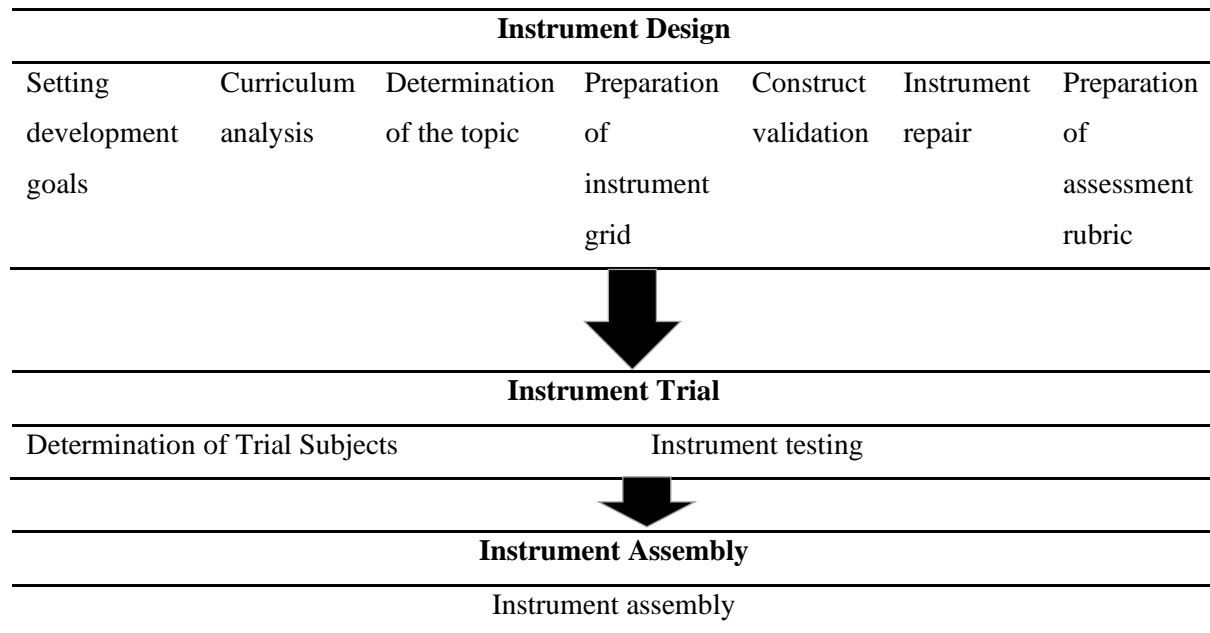 Instrument Design
Setting Curriculum Determination Preparation Construct Instrument Preparation
development analysis of the topic of validation repair of
goals instrument assessment
grid rubric
Instrument Trial
Determination of Trial Subjects Instrument testing
Instrument Assembly
Instrument assembly